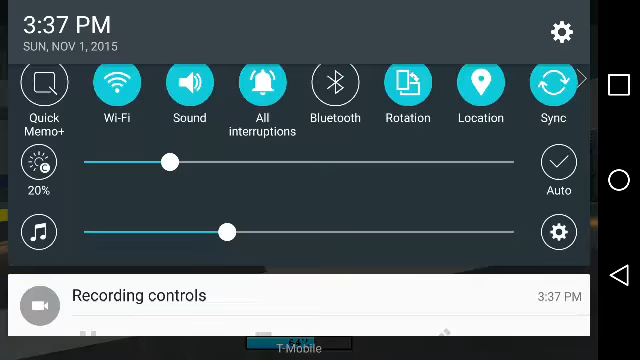 3:37 PM
SUN, NOV 1, 2015
Quick Memo+
Wi-Fi
Sound
All interruptions
Bluetooth
Rotation
Location
Sync
20%
Auto
Recording controls
3:37 PM
T-Mobile